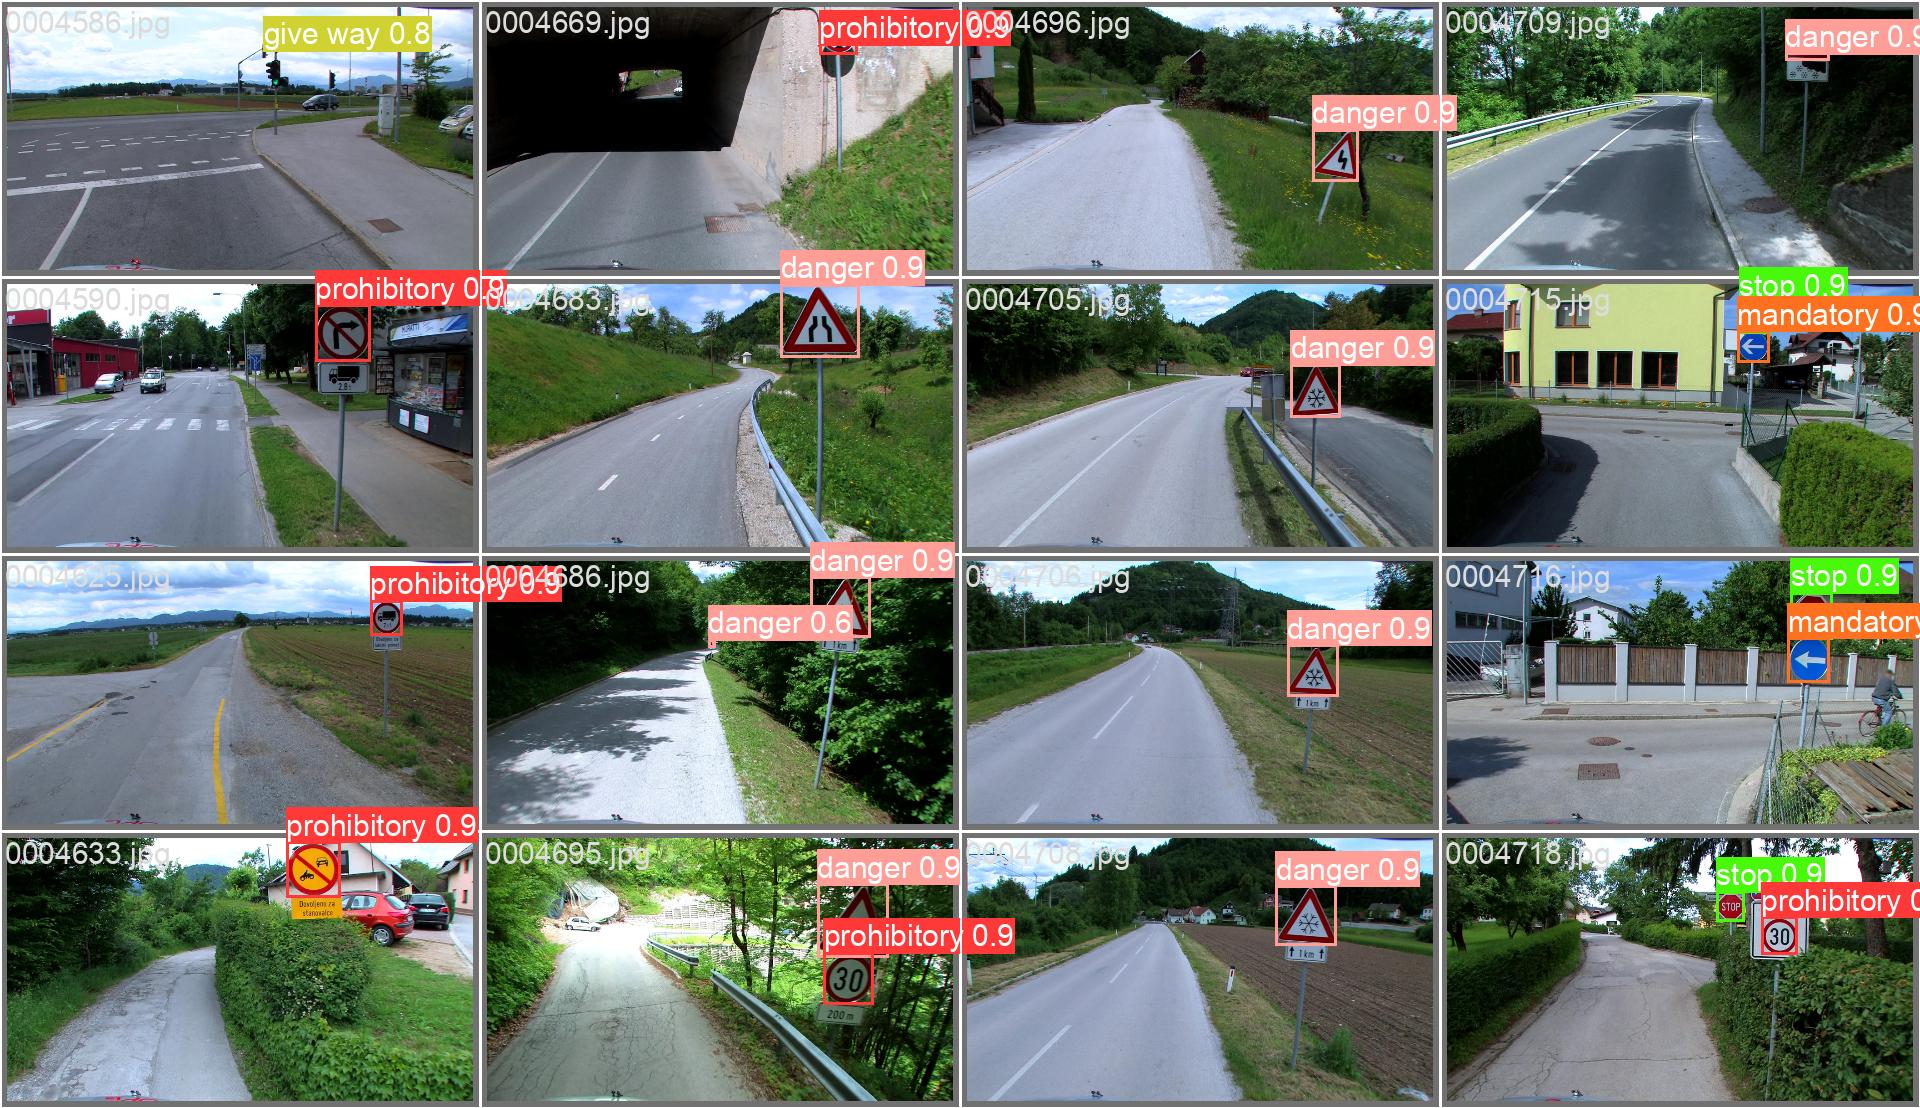 0004586.jpg
give way 0.8
0004669.jpg
prohibitory 0.9
0004696.jpg
danger 0.9
0004709.jpg
danger 0.9
0004590.jpg
prohibitory 0.9
2,8t
0004683.jpg
danger 0.9
0004705.jpg
danger 0.9
0004715.jpg
stop 0.9
mandatory 0.9
0004625.jpg
prohibitory 0.9
0004686.jpg
danger 0.9
danger 0.6
1 km
0004706.jpg
danger 0.9
1 km
0004716.jpg
stop 0.9
mandatory
0004633.jpg
prohibitory 0.9
Dovoljeno za
stanovalce
0004695.jpg
danger 0.9
prohibitory 0.9
30
200 m
0004708.jpg
danger 0.9
1 km
0004718.jpg
stop 0.9
STOP
prohibitory 0
30